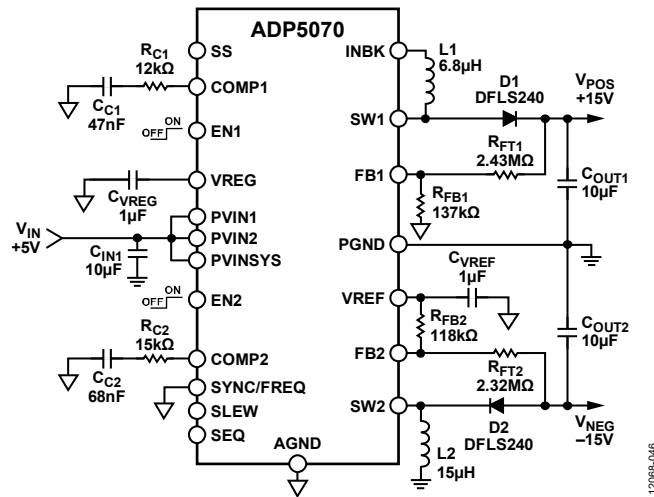 ADP5070
SS
RC1
12kΩ
COMP1
CC1
47nF
ON
OFF
EN1
VREG
CVREG
1µF
VIN
+5V
PVIN1
PVIN2
PVINSYS
CIN1
10µF
ON
OFF
EN2
RC2
15kΩ
COMP2
CC2
68nF
SYNC/FREQ
SLEW
SEQ
AGND
INBK
L1
6.8µH
D1
DFLS240
VPOS
+15V
SW1
RFT1
2.43MΩ
FB1
RFB1
137kΩ
COUT1
10µF
PGND
CVREF
1µF
VREF
RFB2
118kΩ
COUT2
10µF
FB2
RFT2
2.32MΩ
SW2
D2
DFLS240
VNEG
–15V
L2
15µH
12068-046